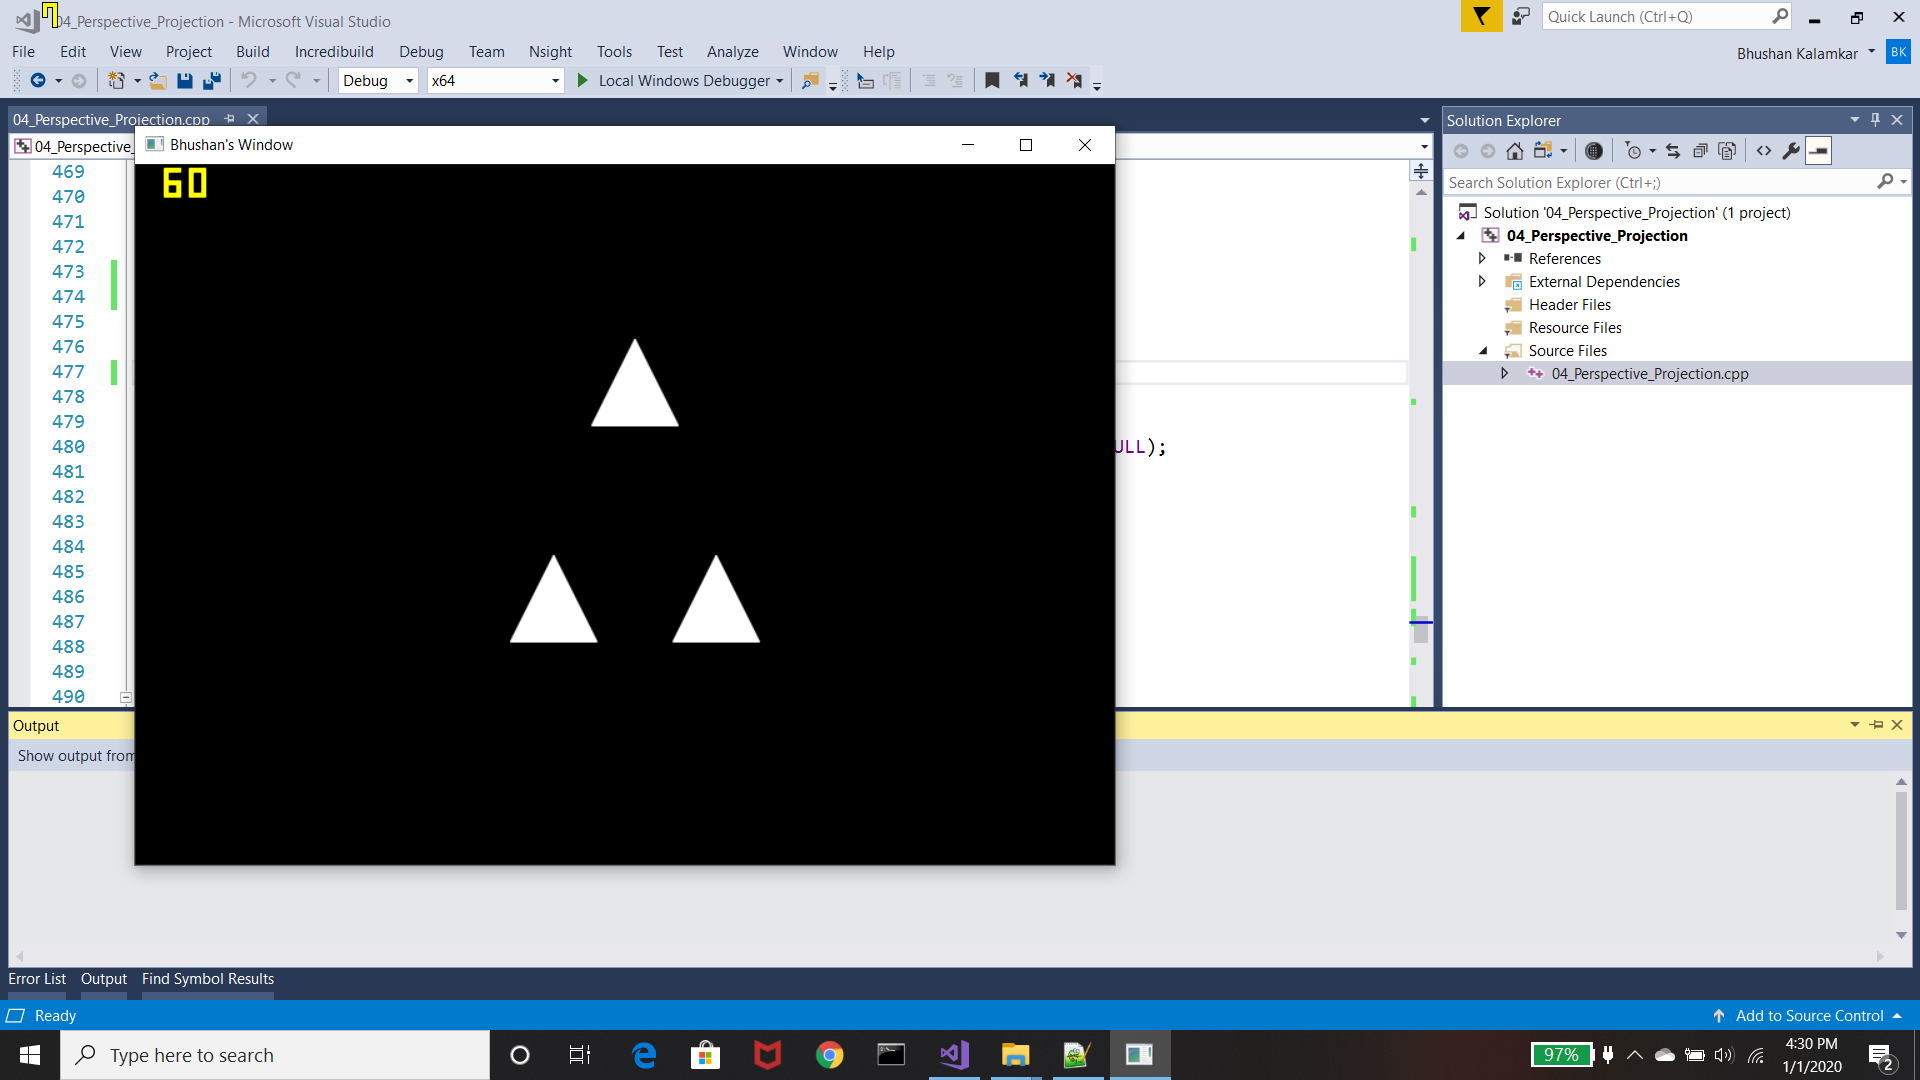 04_Perspective_Projection - Microsoft Visual Studio
Quick Launch (Ctrl+Q)
File Edit View Project Build Incredibuild Debug Team Nsight Tools Test Analyze Window Help
Bhushan Kalamkar BK
Debug x64 Local Windows Debugger
04_Perspective_Projection.cpp
Solution Explorer
04_Perspective_
Bhushan's Window
60
Search Solution Explorer (Ctrl+;)
Solution '04_Perspective_Projection' (1 project)
04_Perspective_Projection
References
External Dependencies
Header Files
Resource Files
Source Files
04_Perspective_Projection.cpp
469
470
471
472
473
474
475
476
477
478
479
480 ULL);
481
482
483
484
485
486
487
488
489
490
Output
Show output from
Error List Output Find Symbol Results
Ready
Add to Source Control
Type here to search
97%
4:30 PM
1/1/2020
2